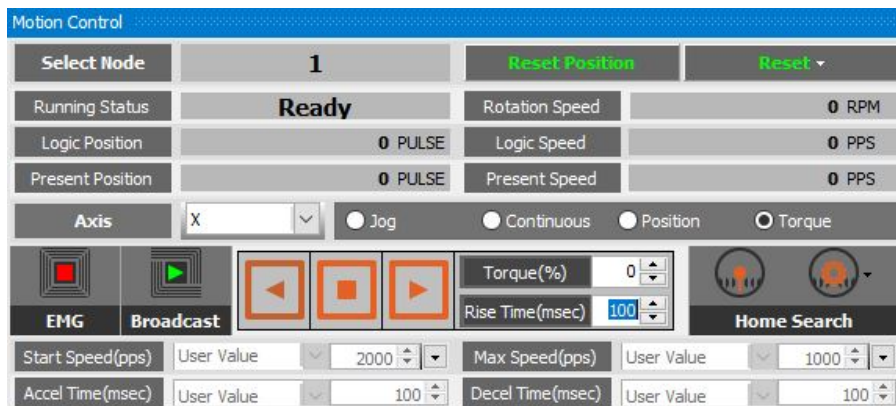 Motion Control
Select Node 1 Reset Position Reset
Running Status Ready Rotation Speed 0 RPM
Logic Position 0 PULSE Logic Speed 0 PPS
Present Position 0 PULSE Present Speed 0 PPS
Axis X Jog Continuous Position Torque
Torque(%) 0
Rise Time(msec) 100
EMG Broadcast Home Search
Start Speed(pps) User Value 2000 Max Speed(pps) User Value 1000
Accel Time(msec) User Value 100 Decel Time(msec) User Value 100